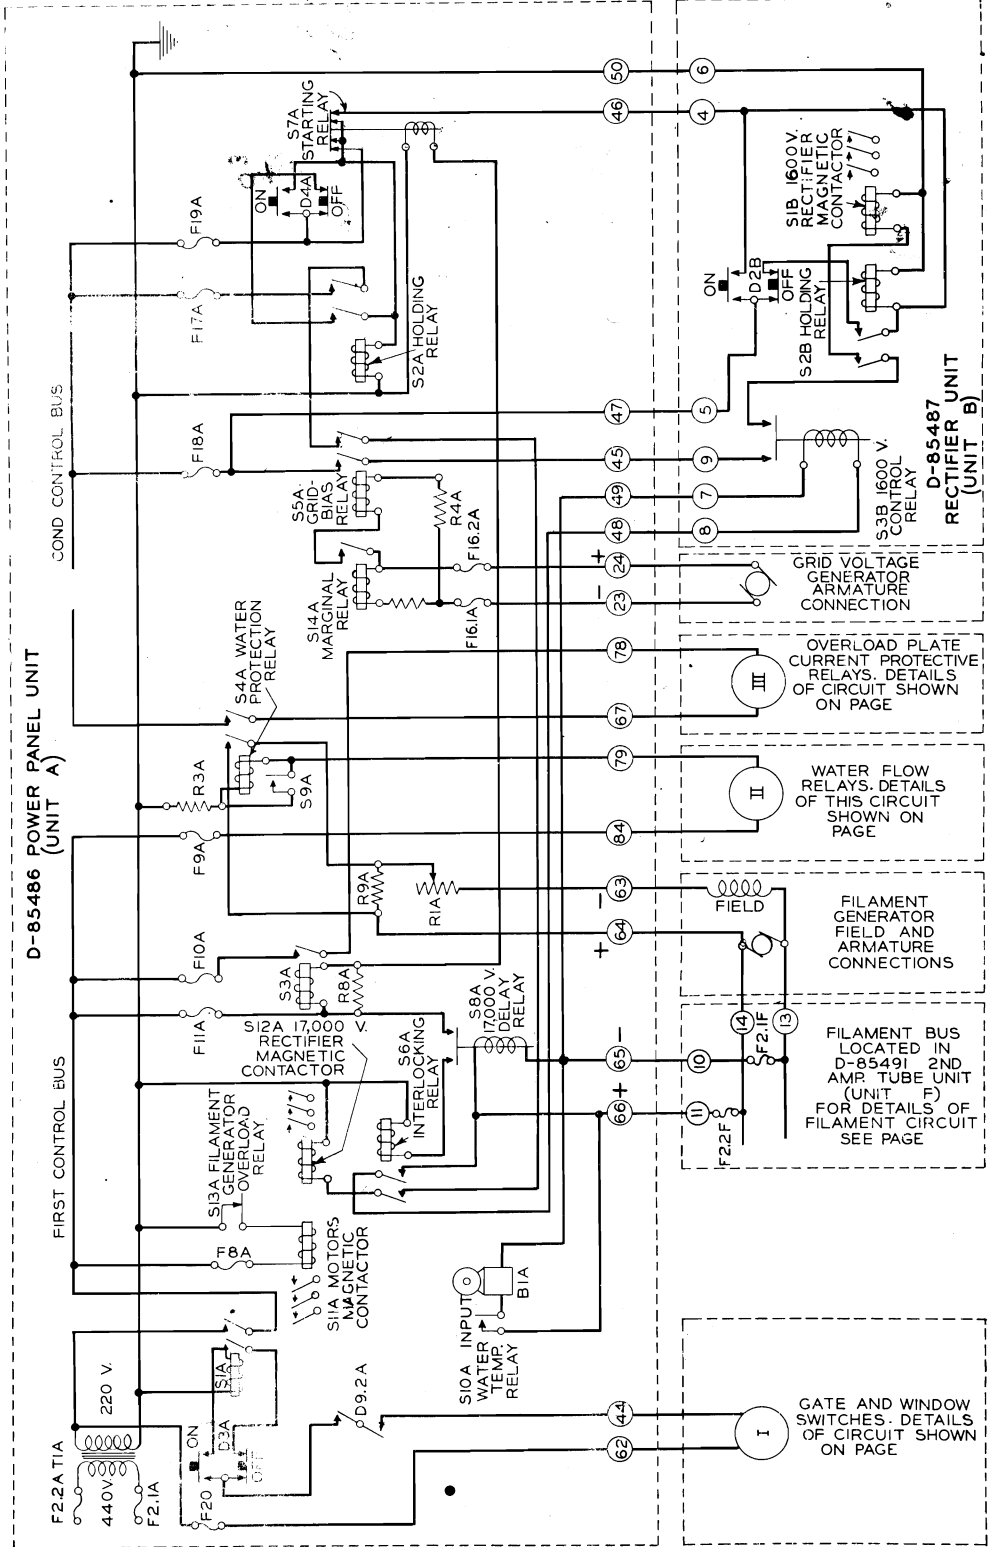 D-85486 POWER PANEL UNIT
(UNIT A)
50
6
46
4
S7A
STARTING
RELAY
ON
D4A
OFF
F19A
F17A
S2A HOLDING
RELAY
S1B 1600V.
RECTIFIER
MAGNETIC
CONTACTOR
ON
D2B
OFF
S2B HOLDING
RELAY
COND CONTROL BUS
F18A
47
5
45
9
49
7
48
8
S5A
GRID-
BIAS
RELAY
R4A
S3B 1600 V.
CONTROL
RELAY
D-85487
RECTIFIER UNIT
(UNIT B)
F16.2A
+
24
S14A
MARGINAL
RELAY
F16.1A
-
23
GRID VOLTAGE
GENERATOR
ARMATURE
CONNECTION
78
67
III
OVERLOAD PLATE
CURRENT PROTECTIVE
RELAYS. DETAILS
OF CIRCUIT SHOWN
ON PAGE
S4A WATER
PROTECTION
RELAY
R3A
S9A
79
84
II
WATER FLOW
RELAYS. DETAILS
OF THIS CIRCUIT
SHOWN ON
PAGE
F9A
R9A
R1A
-
63
+
64
FIELD
FILAMENT
GENERATOR
FIELD AND
ARMATURE
CONNECTIONS
F10A
S3A
R8A
F11A
S12A 17,000 V.
RECTIFIER
MAGNETIC
CONTACTOR
S8A
17,000 V.
DELAY
RELAY
S6A
INTERLOCKING
RELAY
-
65
10
+
66
11
14
13
F2.1F
F2.2F
FILAMENT BUS
LOCATED IN
D-85491 2ND
AMP. TUBE UNIT
(UNIT F)
FOR DETAILS OF
FILAMENT CIRCUIT
SEE PAGE
FIRST CONTROL BUS
S13A FILAMENT
GENERATOR
OVERLOAD
RELAY
F8A
S11A MOTORS
MAGNETIC
CONTACTOR
B1A
S10A INPUT
WATER
TEMP.
RELAY
220 V.
S1A
ON
D3A
OFF
D9.2A
F2.2A T1A
440V.
F2.1A
F20
44
62
I
GATE AND WINDOW
SWITCHES. DETAILS
OF CIRCUIT SHOWN
ON PAGE